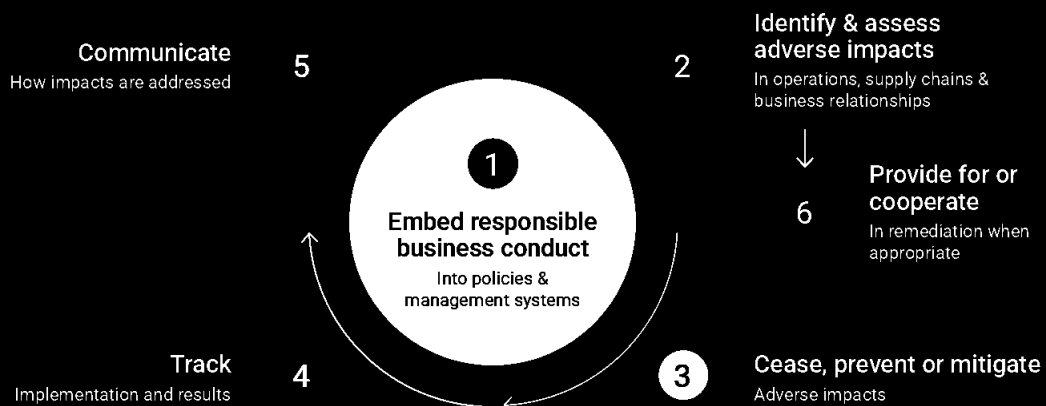 Communicate
How impacts are addressed
5
2
Identify & assess
adverse impacts
In operations, supply chains &
business relationships
1
Embed responsible
business conduct
Into policies &
management systems
6
Provide for or
cooperate
In remediation when
appropriate
Track
Implementation and results
4
3
Cease, prevent or mitigate
Adverse impacts